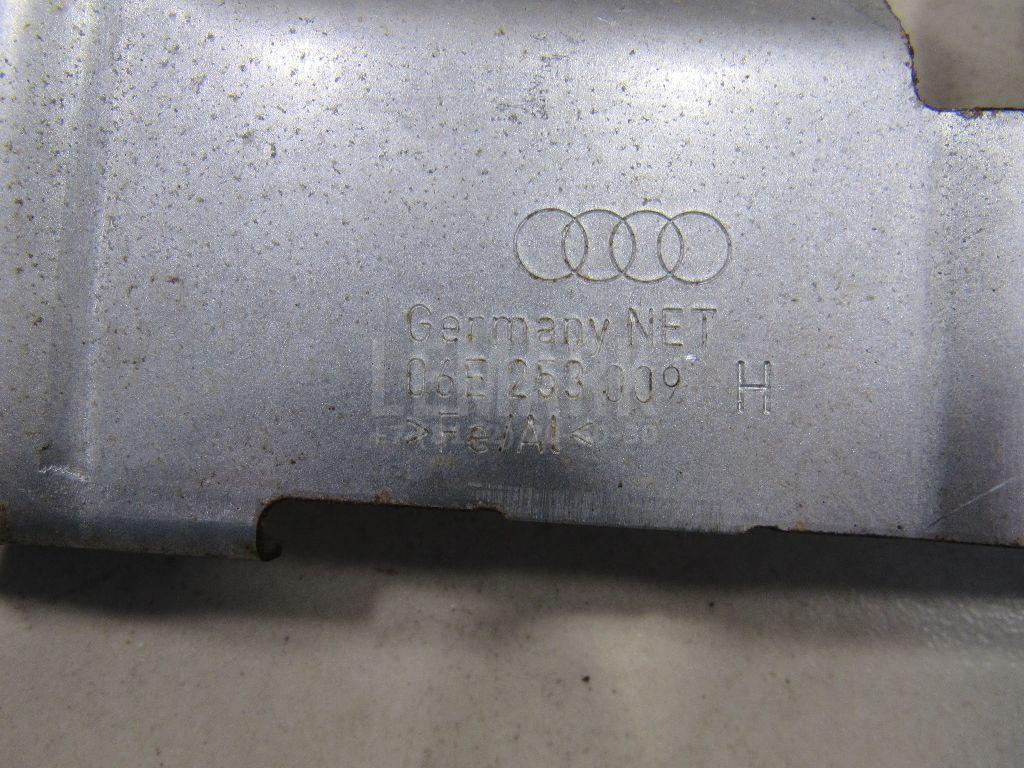 Germany NET
06E 253 009 H
>Fe/Al<